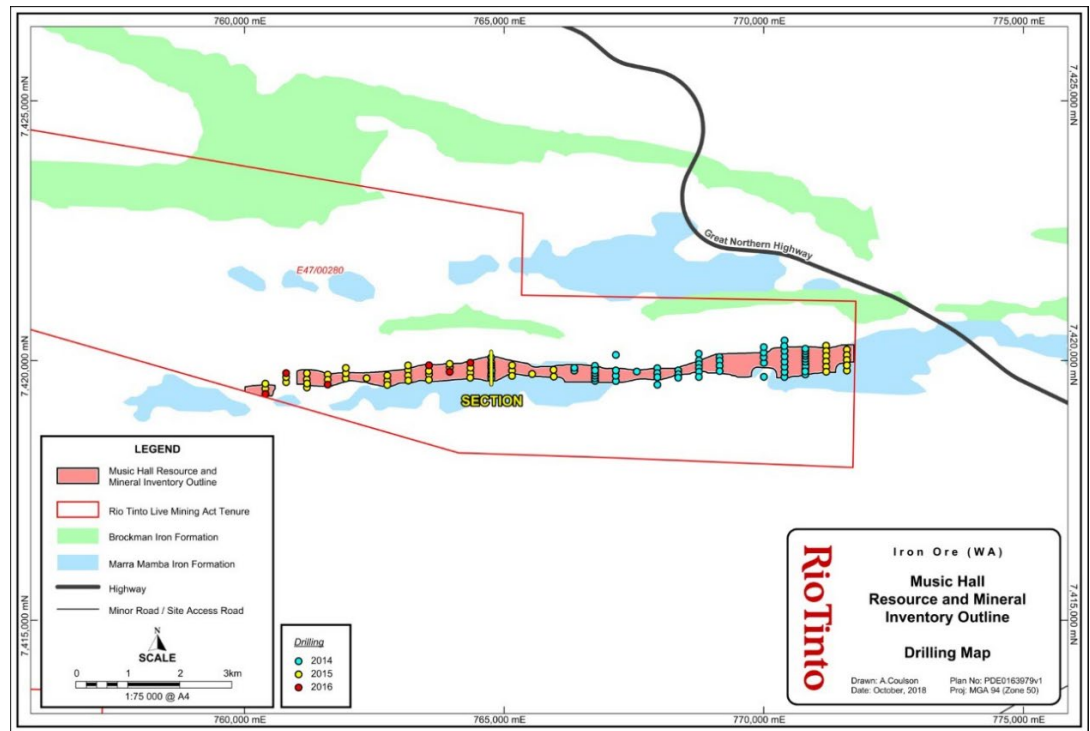 760,000 mE
765,000 mE
770,000 mE
775,000 mE
7,425,000 mN
7,425,000 mN
Great Northern Highway
E47/00280
7,420,000 mN
7,420,000 mN
SECTION
LEGEND
Music Hall Resource and
Mineral Inventory Outline
Rio Tinto Live Mining Act Tenure
Brockman Iron Formation
Marra Mamba Iron Formation
Highway
Minor Road / Site Access Road
N
SCALE
0 1 2 3km
1:75 000 @ A4
Drilling
2014
2015
2016
RioTinto
Iron Ore (WA)
Music Hall
Resource and Mineral
Inventory Outline
Drilling Map
Drawn: A.Coulson Plan No: PDE0163979v1
Date: October, 2018 Proj: MGA 94 (Zone 50)
7,415,000 mN
7,415,000 mN
760,000 mE
765,000 mE
770,000 mE
775,000 mE